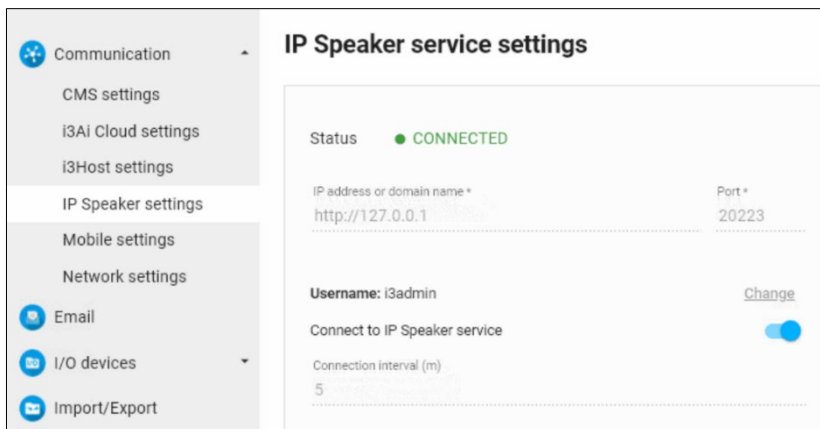 Communication
CMS settings
i3Ai Cloud settings
i3Host settings
IP Speaker settings
Mobile settings
Network settings
Email
I/O devices
Import/Export
IP Speaker service settings
Status CONNECTED
IP address or domain name * Port *
http://127.0.0.1 20223
Username: i3admin Change
Connect to IP Speaker service
Connection interval (m)
5